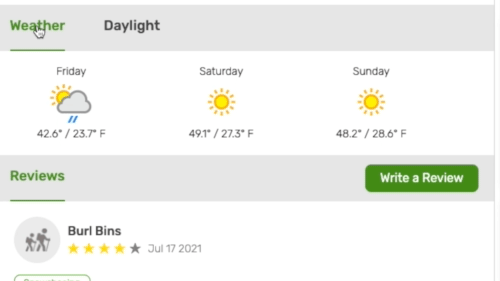 Weather Daylight
Friday Saturday Sunday
42.6° / 23.7° F 49.1° / 27.3° F 48.2° / 28.6° F
Reviews Write a Review
Burl Bins
Jul 17 2021